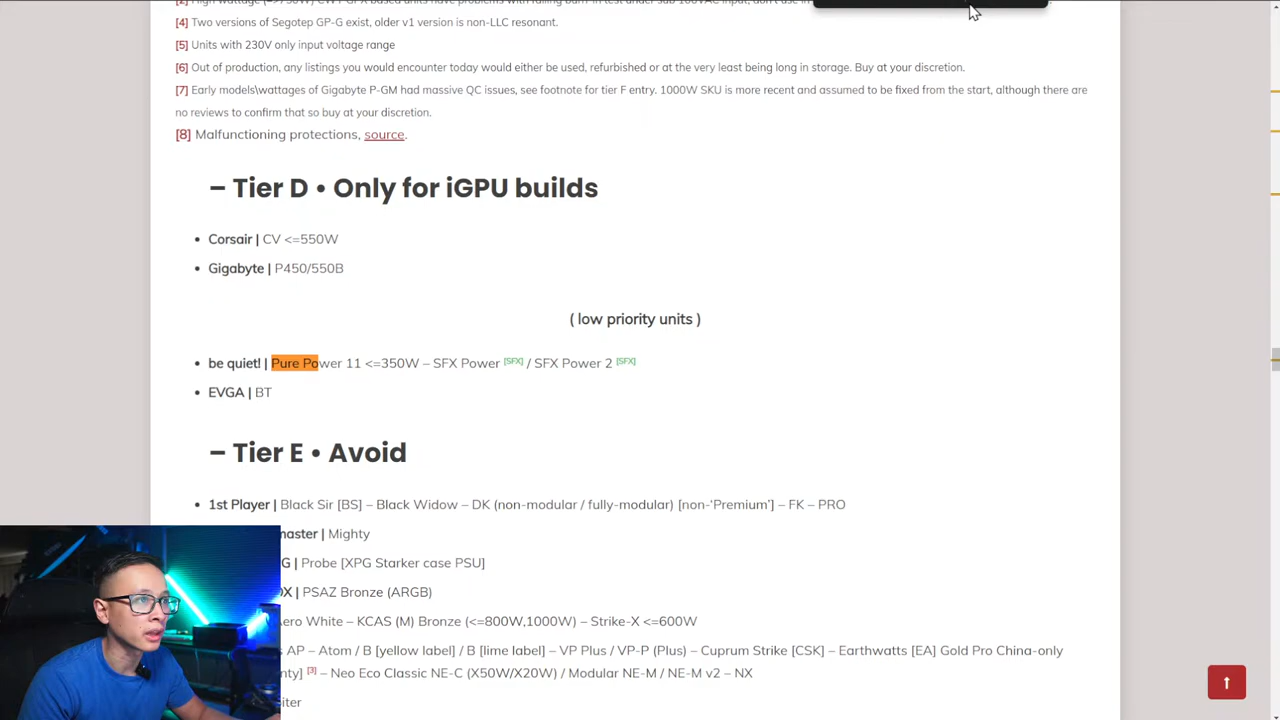 [4] Two versions of Segotep GP-G exist, older v1 version is non-LLC resonant.
[5] Units with 230V only input voltage range
[6] Out of production, any listings you would encounter today would either be used, refurbished or at the very least being long in storage. Buy at your discretion.
[7] Early models\wattages of Gigabyte P-GM had massive QC issues, see footnote for tier F entry. 1000W SKU is more recent and assumed to be fixed from the start, although there are
no reviews to confirm that so buy at your discretion.
[8] Malfunctioning protections, source.
– Tier D • Only for iGPU builds
• Corsair | CV <=550W
• Gigabyte | P450/550B
( low priority units )
• be quiet! | Pure Power 11 <=350W – SFX Power [SFX] / SFX Power 2 [SFX]
• EVGA | BT
– Tier E • Avoid
• 1st Player | Black Sir [BS] – Black Widow – DK (non-modular / fully-modular) [non-‘Premium’] – FK – PRO
master | Mighty
G | Probe [XPG Starker case PSU]
OX | PSAZ Bronze (ARGB)
Aero White – KCAS (M) Bronze (<=800W,1000W) – Strike-X <=600W
s AP – Atom / B [yellow label] / B [lime label] – VP Plus / VP-P (Plus) – Cuprum Strike [CSK] – Earthwatts [EA] Gold Pro China-only
nty] [3] – Neo Eco Classic NE-C (X50W/X20W) / Modular NE-M / NE-M v2 – NX
iter